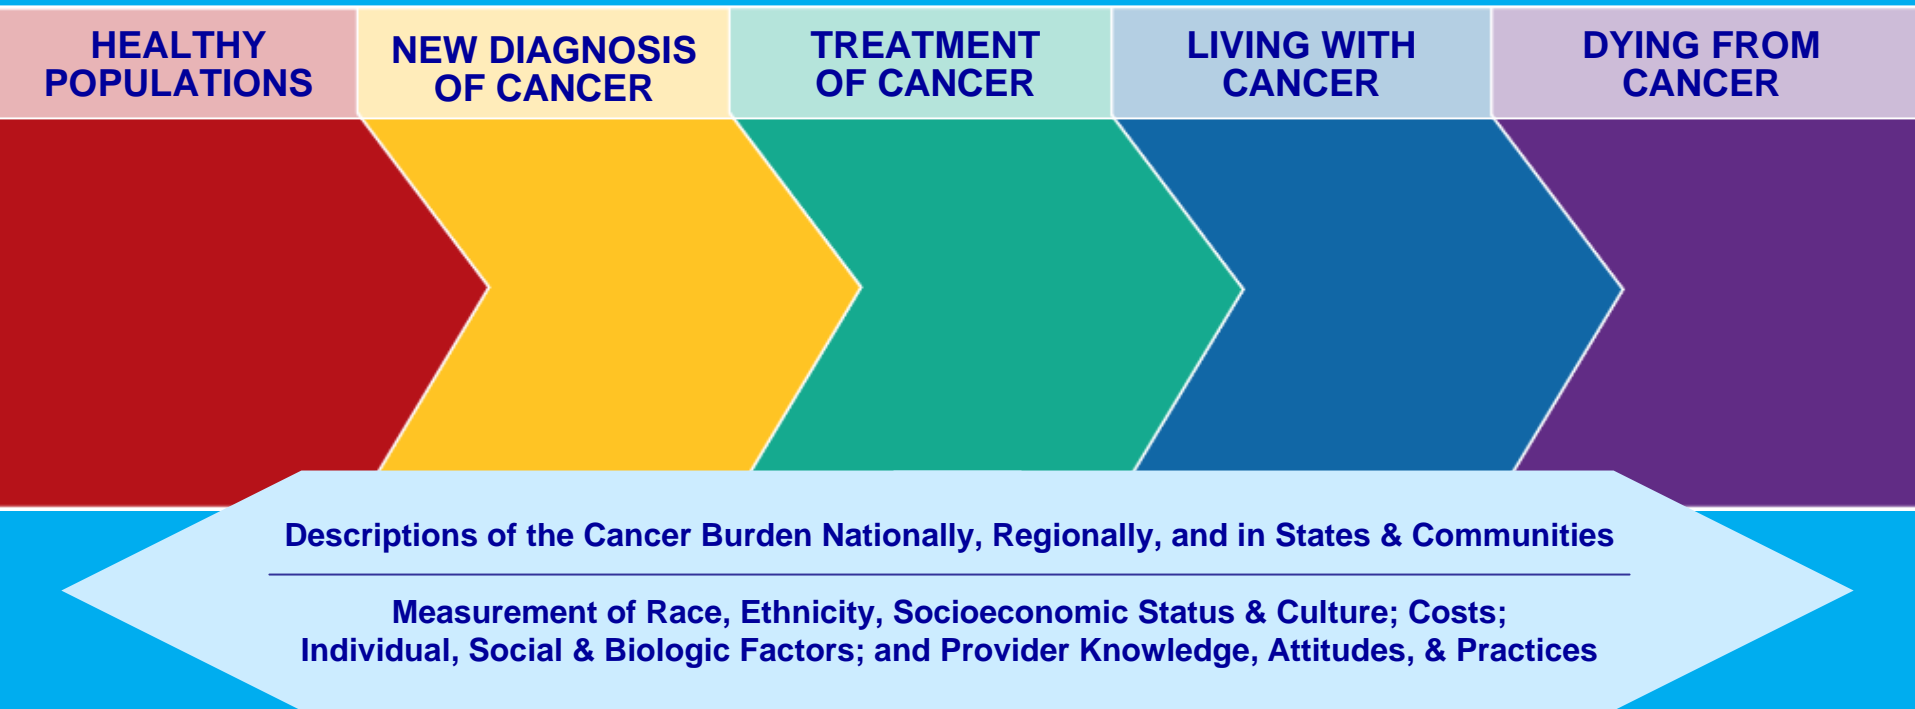 HEALTHY
POPULATIONS
NEW DIAGNOSIS
OF CANCER
TREATMENT
OF CANCER
LIVING WITH
CANCER
DYING FROM
CANCER
Descriptions of the Cancer Burden Nationally, Regionally, and in States & Communities
Measurement of Race, Ethnicity, Socioeconomic Status & Culture; Costs;
Individual, Social & Biologic Factors; and Provider Knowledge, Attitudes, & Practices